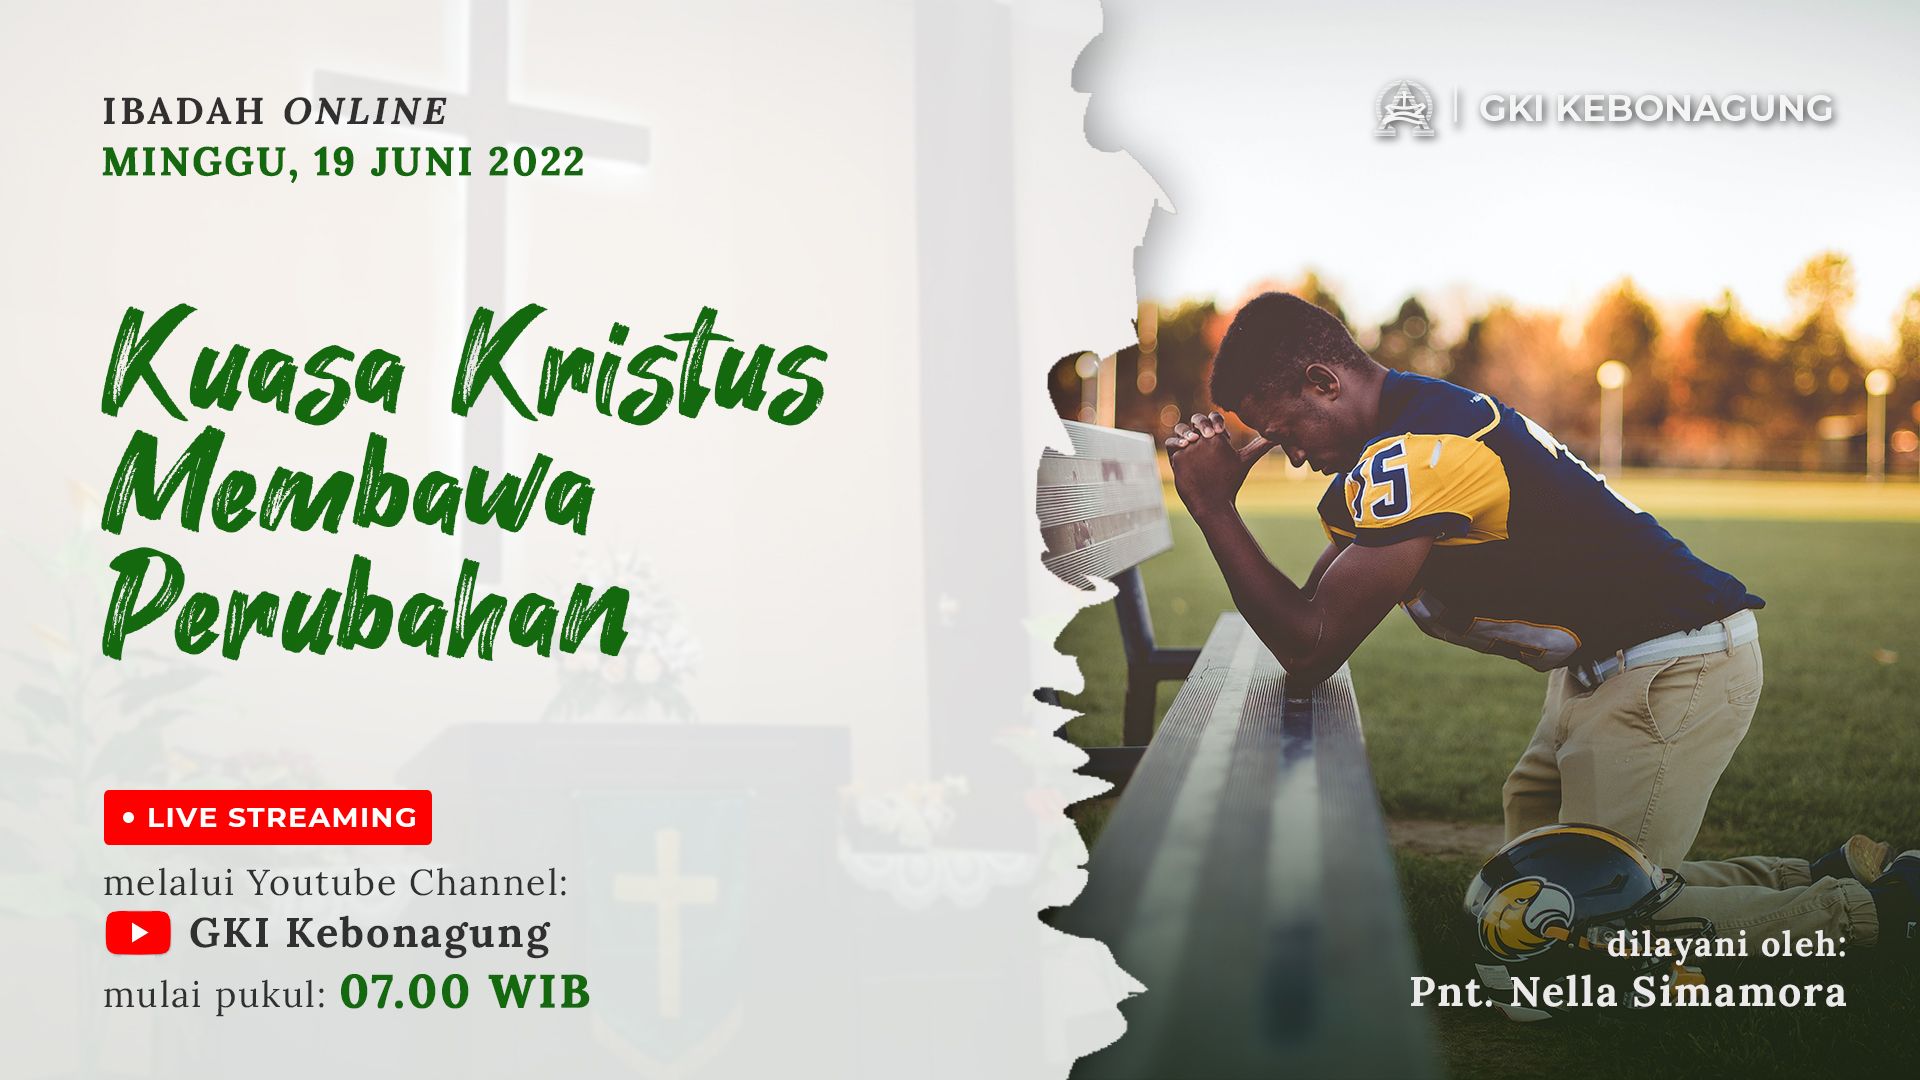 IBADAH ONLINE
MINGGU, 19 JUNI 2022
GKI KEBONAGUNG
Kuasa Kristus
Membawa
Perubahan
15
• LIVE STREAMING
melalui Youtube Channel:
GKI Kebonagung
mulai pukul: 07.00 WIB
dilayani oleh:
Pnt. Nella Simamora